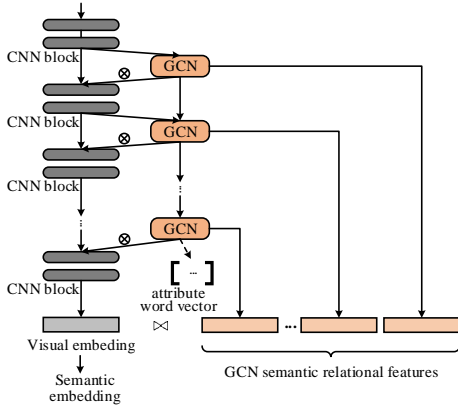 CNN block
GCN
⊗
CNN block
GCN
⊗
CNN block
...
...
GCN
⊗
[ ... ]
CNN block
attribute
word vector
...
Visual embeding
⋈
Semantic
embedding
GCN semantic relational features